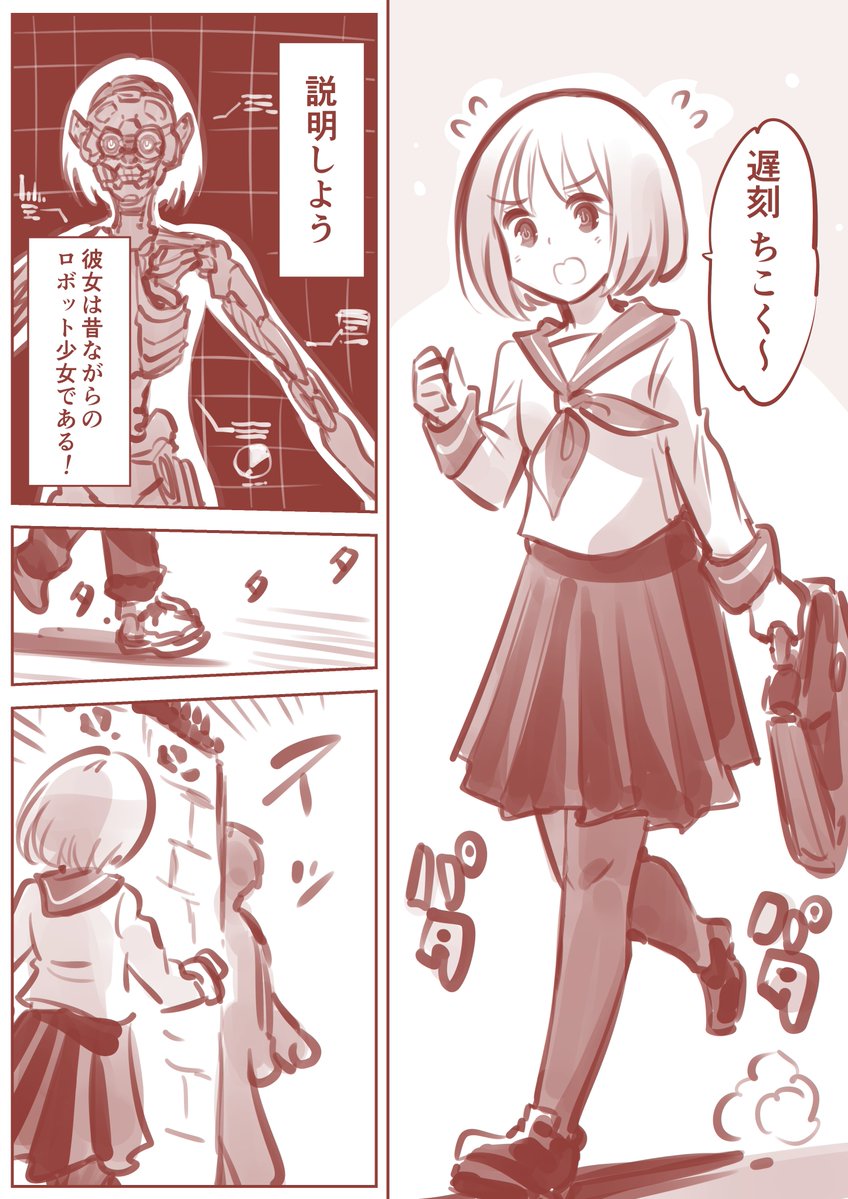 遅刻 ちこく〜
パタ
パタ
説明しよう
彼女は昔ながらの
ロボット少女である!
タ
タ
タ
イッ